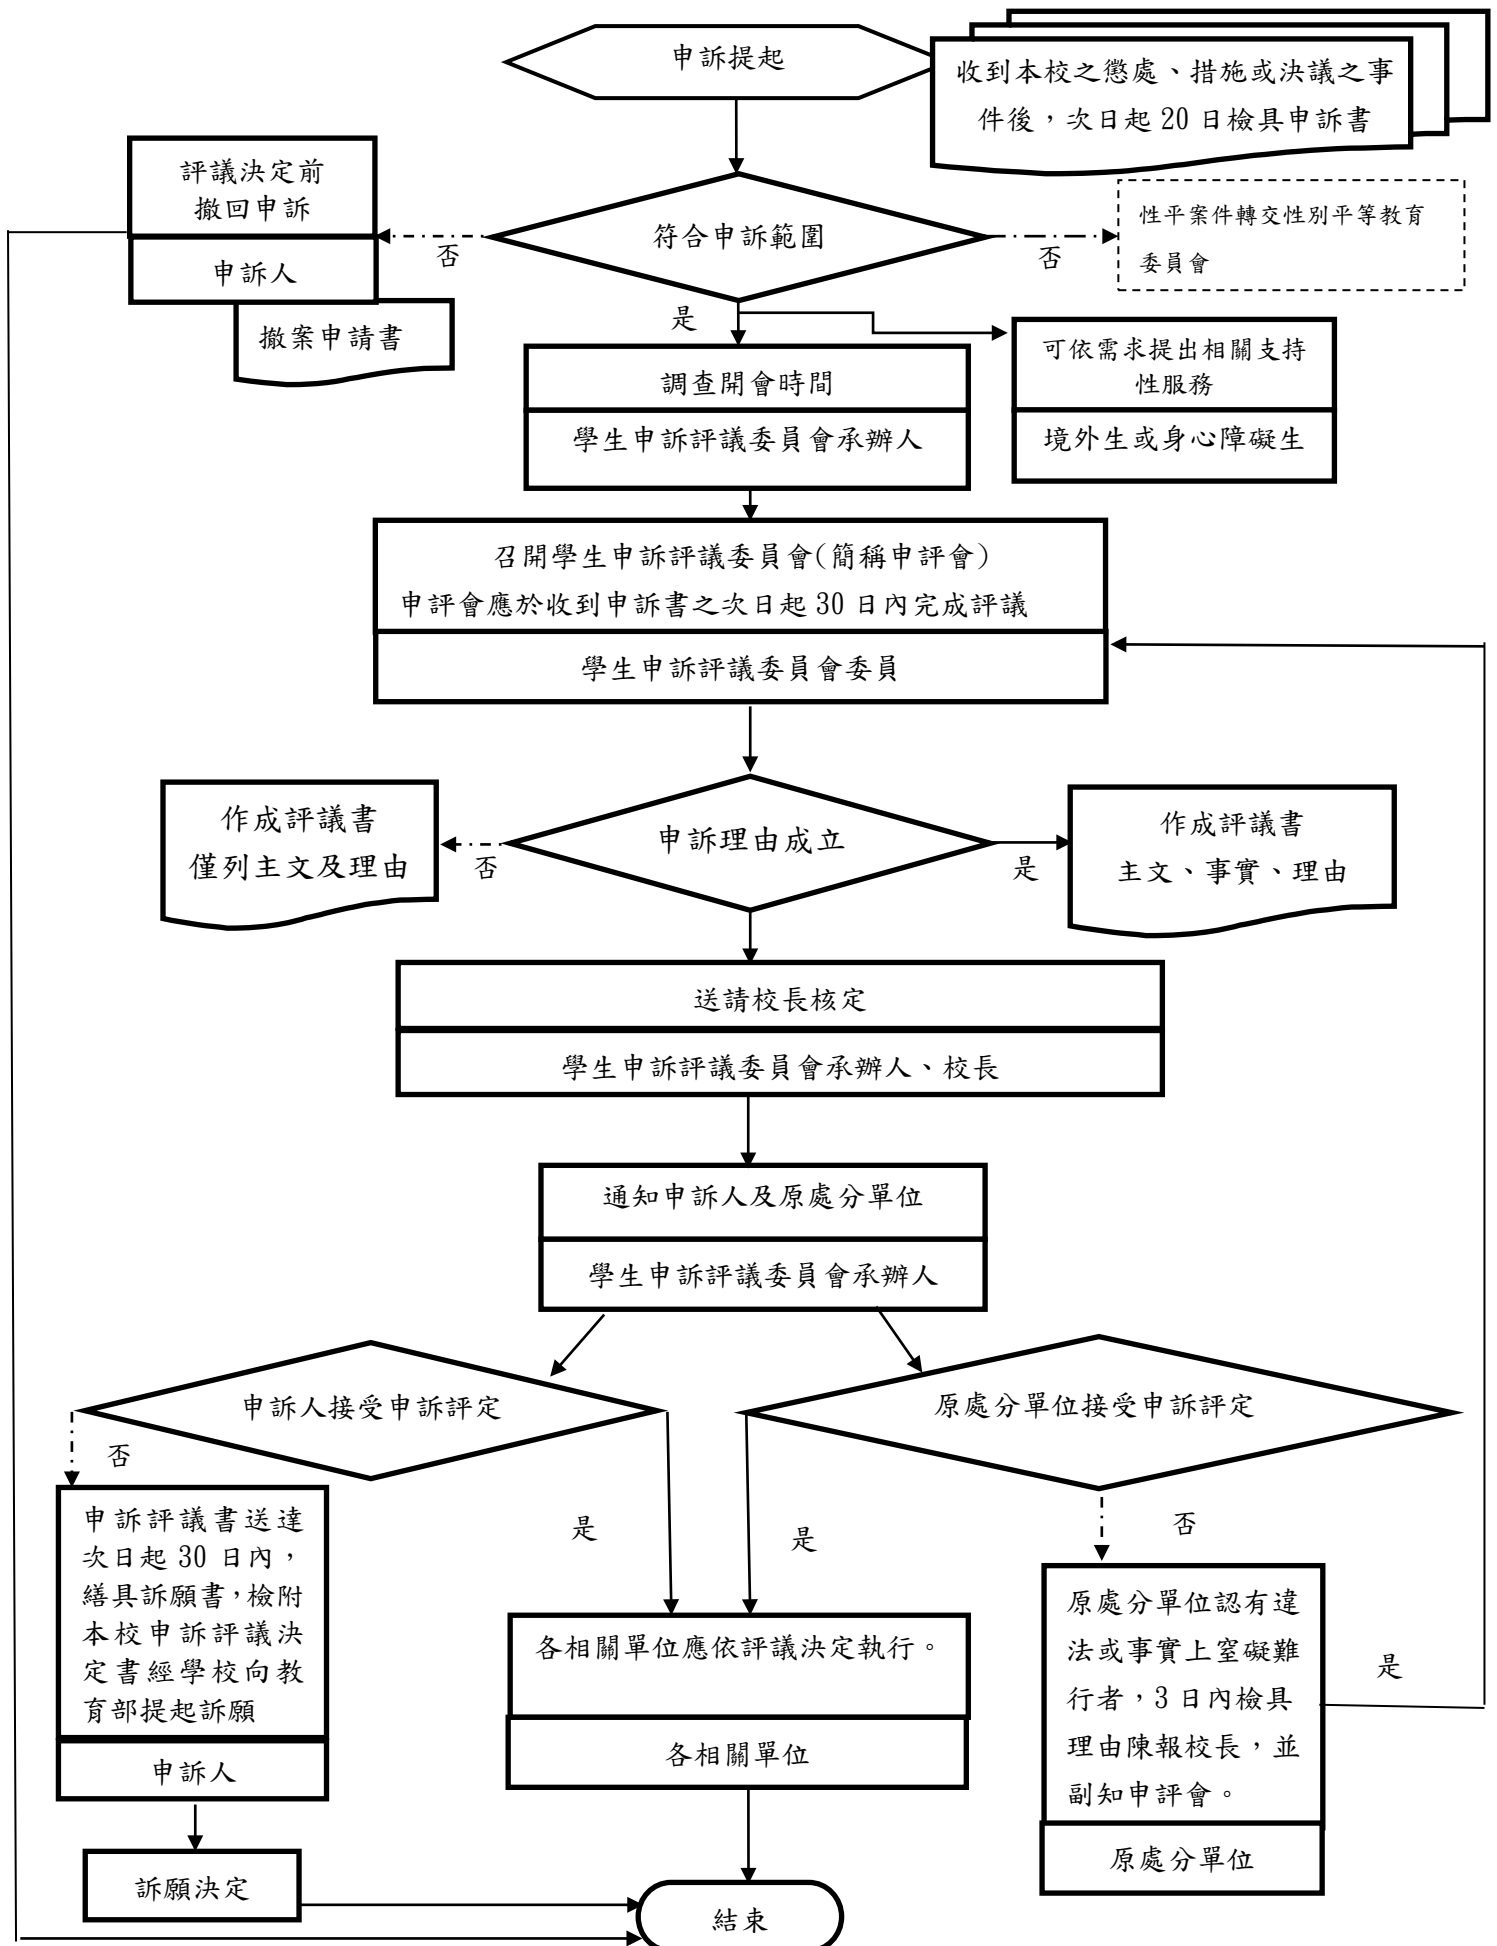 申訴提起
收到本校之懲處、措施或決議之事
件後，次日起 20 日檢具申訴書
評議決定前
撤回申訴
申訴人
撤案申請書
否
符合申訴範圍
否
性平案件轉交性別平等教育
委員會
是
調查開會時間
學生申訴評議委員會承辦人
可依需求提出相關支持
性服務
境外生或身心障礙生
召開學生申訴評議委員會(簡稱申評會)
申評會應於收到申訴書之次日起 30 日內完成評議
學生申訴評議委員會委員
作成評議書
僅列主文及理由
否
申訴理由成立
是
作成評議書
主文、事實、理由
送請校長核定
學生申訴評議委員會承辦人、校長
通知申訴人及原處分單位
學生申訴評議委員會承辦人
申訴人接受申訴評定
原處分單位接受申訴評定
否
是
是
否
申訴評議書送達
次日起 30 日內，
繕具訴願書，檢附
本校申訴評議決
定書經學校向教
育部提起訴願
申訴人
各相關單位應依評議決定執行。
各相關單位
原處分單位認有違
法或事實上窒礙難
行者，3 日內檢具
理由陳報校長，並
副知申評會。
原處分單位
是
訴願決定
結束